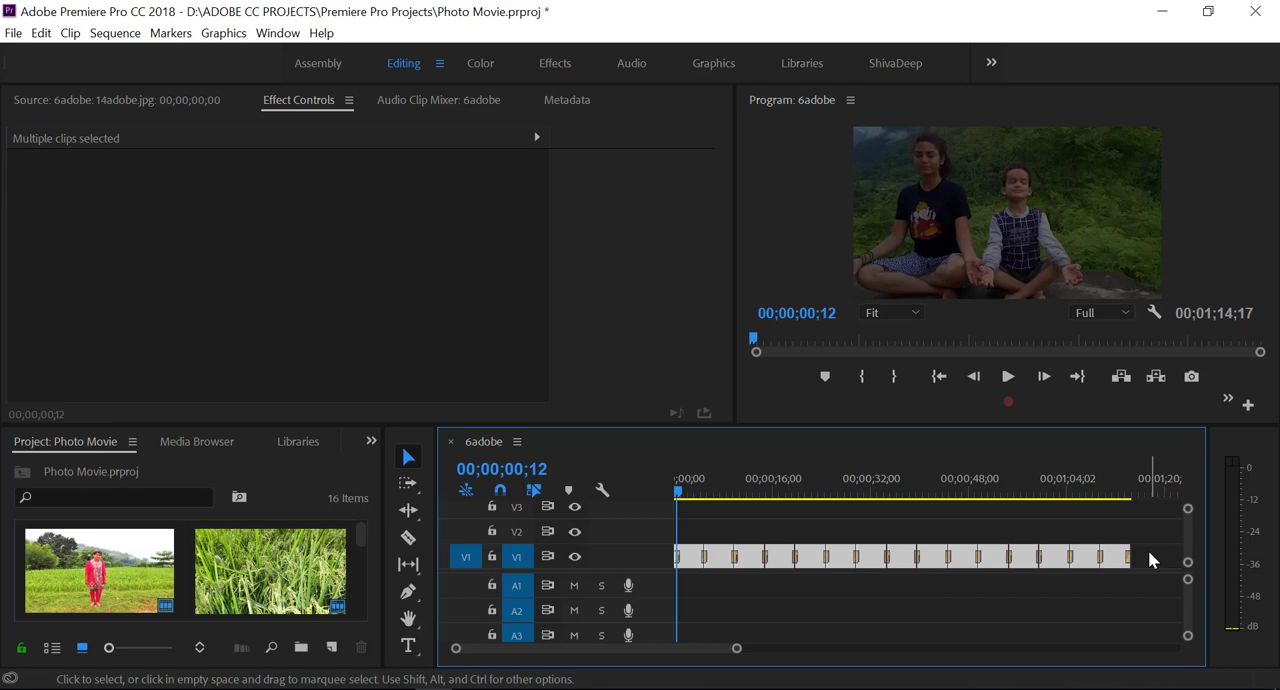 Pr Adobe Premiere Pro CC 2018 - D:\ADOBE CC PROJECTS\Premiere Pro Projects\Photo Movie.prproj *
File Edit Clip Sequence Markers Graphics Window Help
Assembly Editing Color Effects Audio Graphics Libraries ShivaDeep
Source: 6adobe: 14adobe.jpg: 00;00;00;00 Effect Controls Audio Clip Mixer: 6adobe Metadata
Program: 6adobe
Multiple clips selected
00;00;00;12 Fit Full 00;01;14;17
00;00;00;12
Project: Photo Movie Media Browser Libraries
6adobe
Photo Movie.prproj
00;00;00;12
16 Items
;00;00 00;00;16;00 00;00;32;00 00;00;48;00 00;01;04;02 00;01;20;
V3
V2
V1 V1
A1 M S
A2 M S
A3 M S
T
0
-12
-24
-36
-48
dB
Click to select, or click in empty space and drag to marquee select. Use Shift, Alt, and Ctrl for other options.